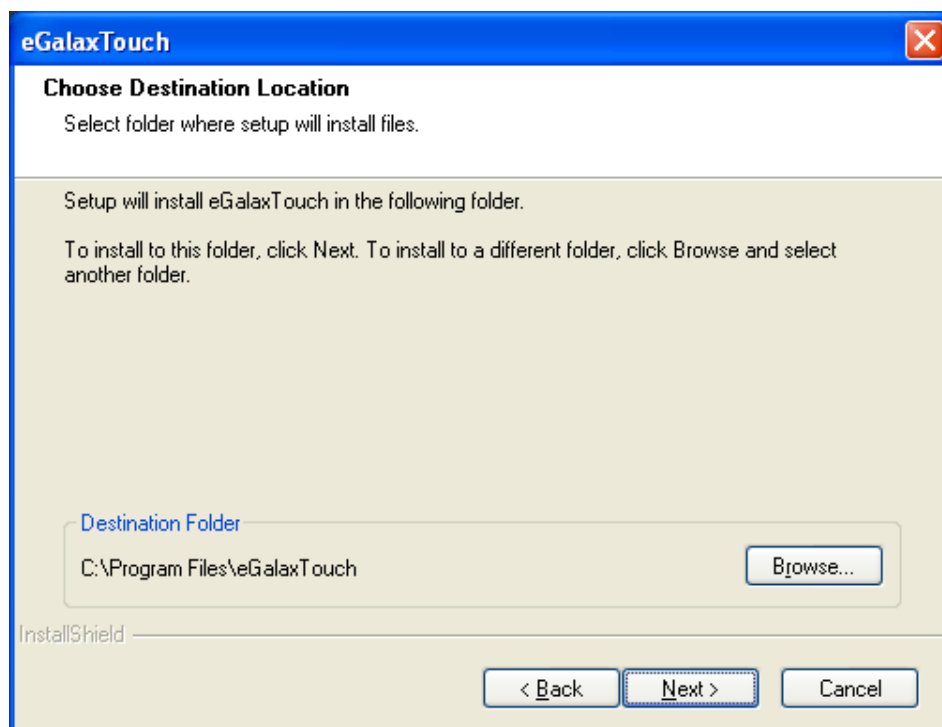 eGalaxTouch
Choose Destination Location
Select folder where setup will install files.
Setup will install eGalaxTouch in the following folder.
To install to this folder, click Next. To install to a different folder, click Browse and select
another folder.
Destination Folder
C:\Program Files\eGalaxTouch
Browse...
InstallShield
< Back
Next >
Cancel